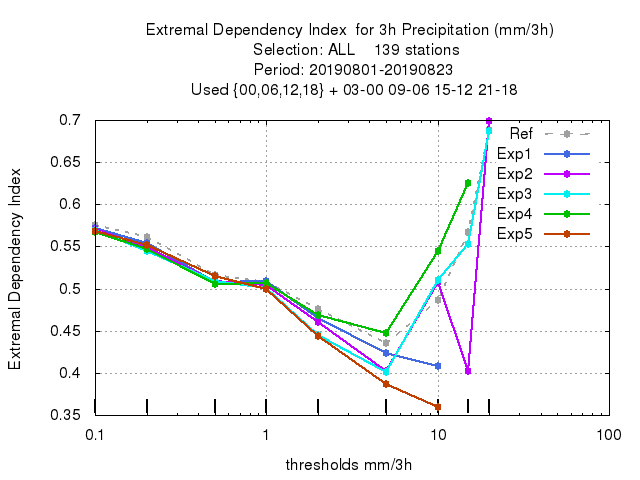 Extremal Dependency Index  for 3h Precipitation (mm/3h)
Selection: ALL    139 stations
Period: 20190801-20190823
Used {00,06,12,18} + 03-00 09-06 15-12 21-18
0.7
0.65
0.6
0.55
0.5
0.45
0.4
0.35
Extremal Dependency Index
Ref
Exp1
Exp2
Exp3
Exp4
Exp5
0.1
1
10
100
thresholds mm/3h